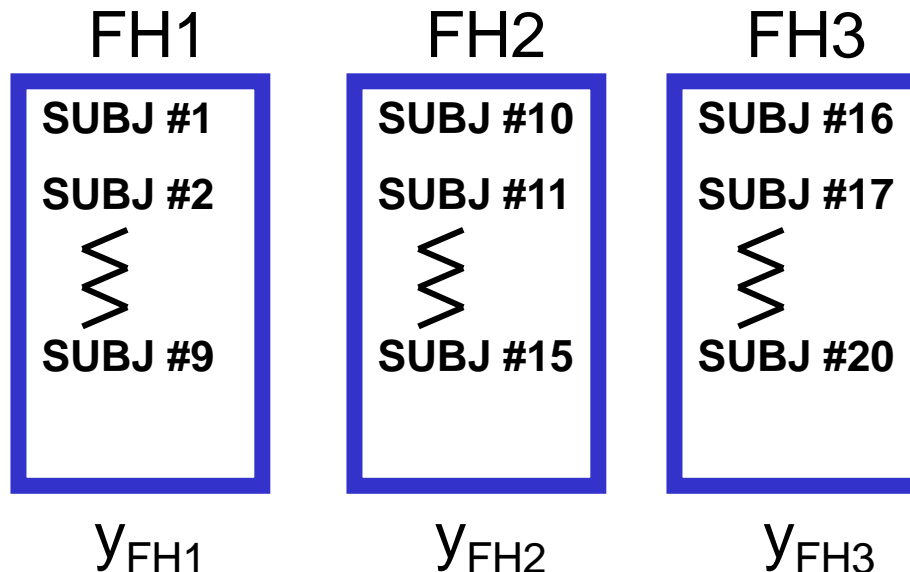 FH1
SUBJ #1
SUBJ #2
SUBJ #9
yFH1
FH2
SUBJ #10
SUBJ #11
SUBJ #15
yFH2
FH3
SUBJ #16
SUBJ #17
SUBJ #20
yFH3